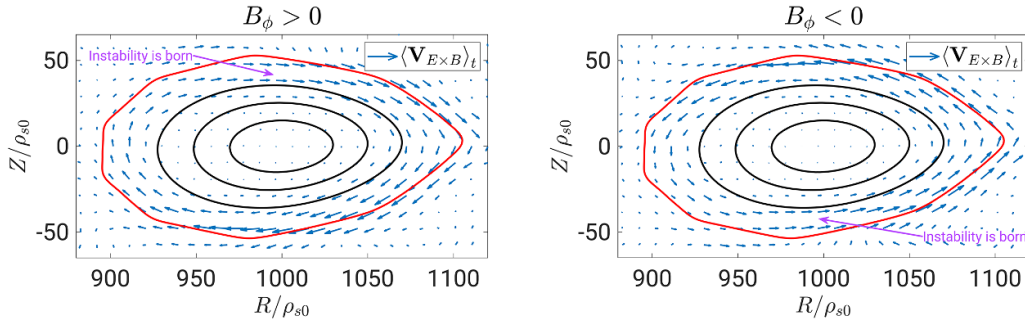 B_ϕ > 0
Z/ρ_{s0}
50
0
-50
Instability is born
⟨V_{E×B}⟩_t
900
950
1000
1050
1100
R/ρ_{s0}
B_ϕ < 0
Z/ρ_{s0}
50
0
-50
⟨V_{E×B}⟩_t
Instability is born
900
950
1000
1050
1100
R/ρ_{s0}